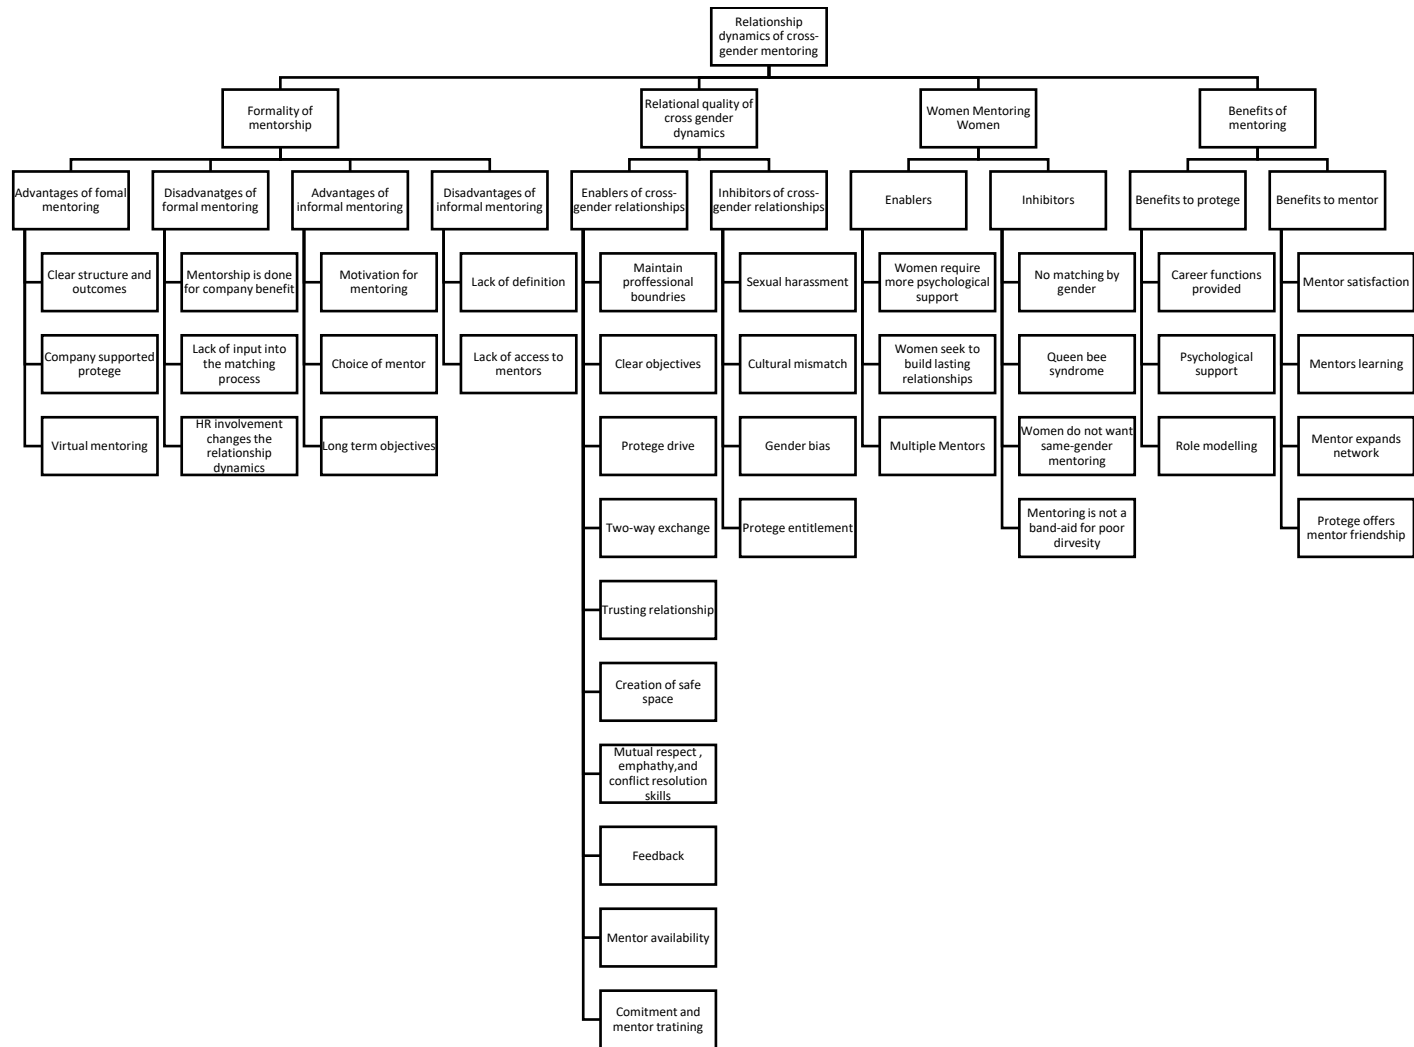 Relationship
dynamics of cross-
gender mentoring
Formality of
mentorship
Relational quality of
cross gender
dynamics
Women Mentoring
Women
Benefits of
mentoring
Advantages of fomal
mentoring
Disadvanatges of
formal mentoring
Advantages of
informal mentoring
Disadvantages of
informal mentoring
Enablers of cross-
gender relationships
Inhibitors of cross-
gender relationships
Enablers
Inhibitors
Benefits to protege
Benefits to mentor
Clear structure and
outcomes
Mentorship is done
for company benefit
Motivation for
mentoring
Lack of definition
Maintain
proffessional
boundries
Sexual harassment
Women require
more psychological
support
No matching by
gender
Career functions
provided
Mentor satisfaction
Company supported
protege
Lack of input into
the matching
process
Choice of mentor
Lack of access to
mentors
Clear objectives
Cultural mismatch
Women seek to
build lasting
relationships
Queen bee
syndrome
Psychological
support
Mentors learning
Virtual mentoring
HR involvement
changes the
relationship
dynamics
Long term objectives
Protege drive
Gender bias
Multiple Mentors
Women do not want
same-gender
mentoring
Role modelling
Mentor expands
network
Two-way exchange
Protege entitlement
Mentoring is not a
band-aid for poor
dirvesity
Protege offers
mentor friendship
Trusting relationship
Creation of safe
space
Mutual respect ,
emphathy,and
conflict resolution
skills
Feedback
Mentor availability
Comitment and
mentor tratining